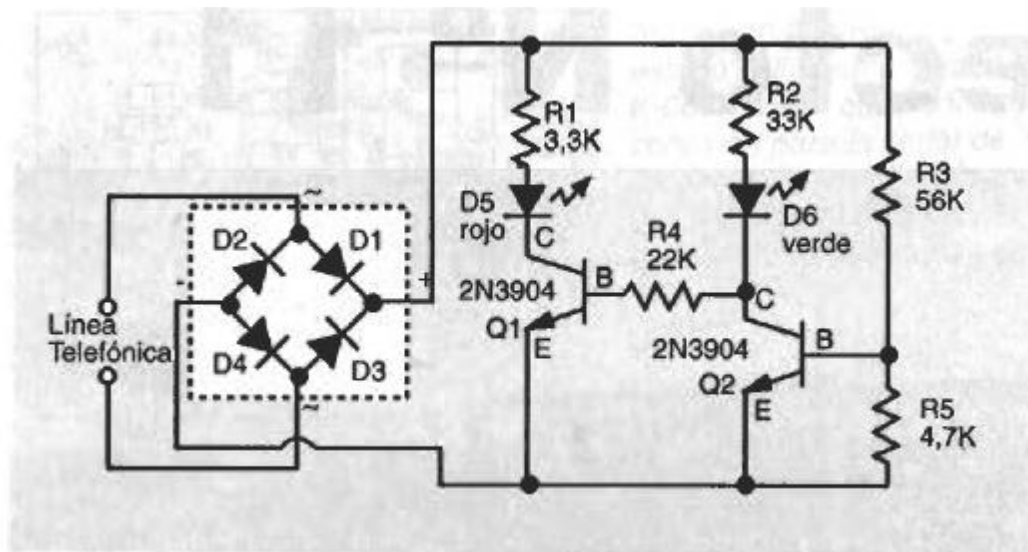 R1
3,3K
R2
33K
R3
56K
D5
rojo
C
D6
verde
R4
22K
B
2N3904
Q1
E
C
2N3904
B
Q2
E
R5
4,7K
~
D2
D1
-
+
Línea
Telefónica
D4
D3
~